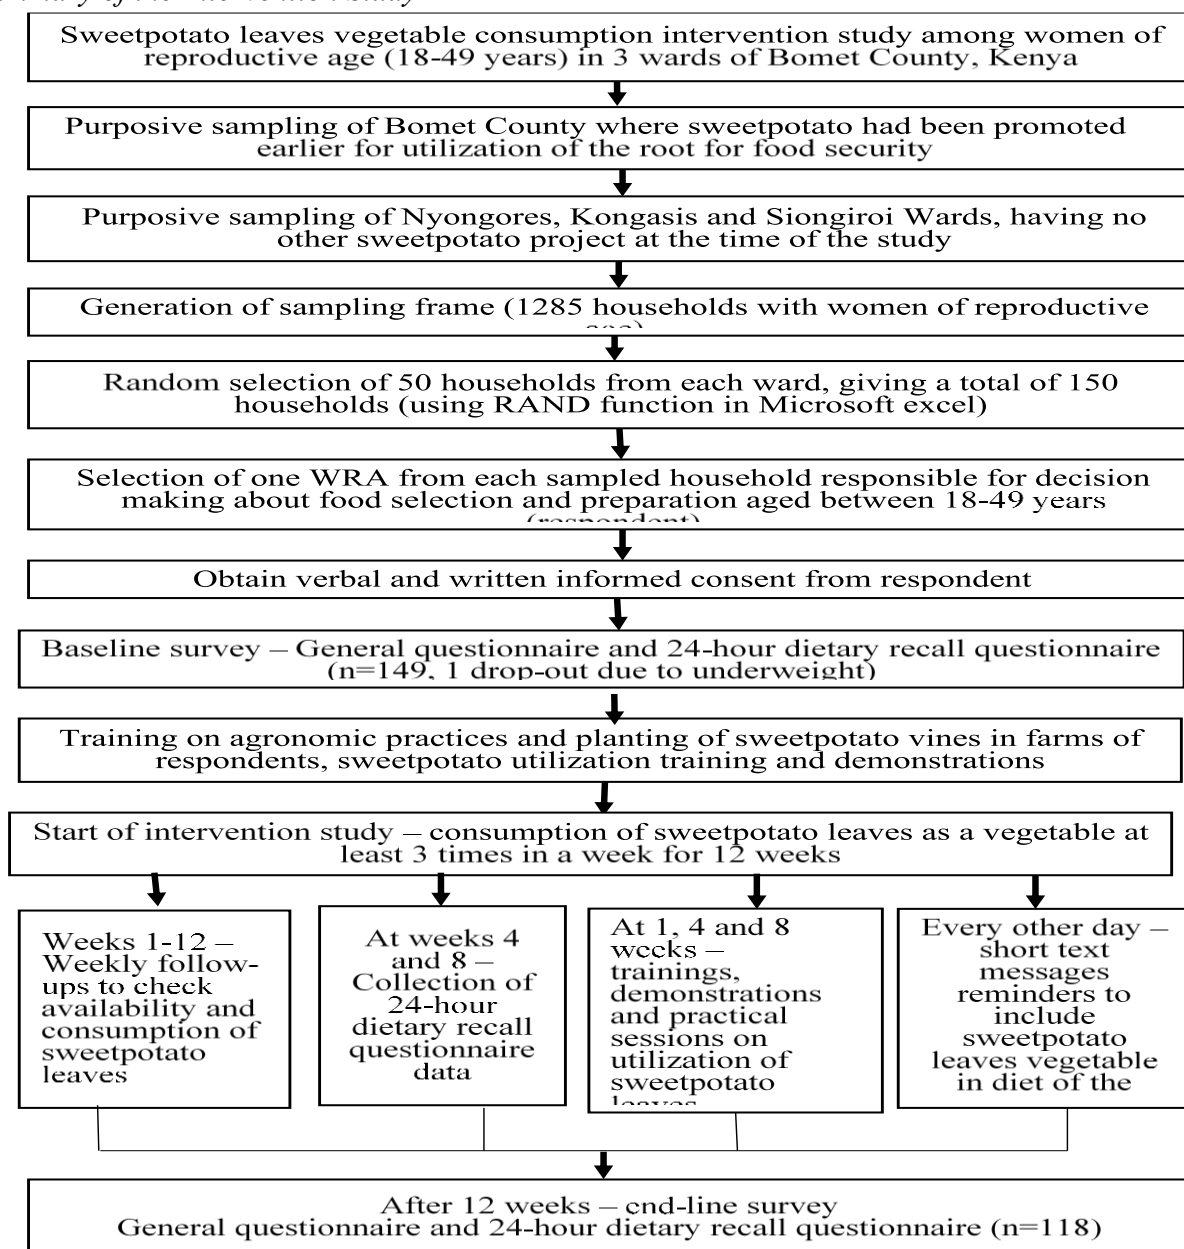 Sweetpotato leaves vegetable consumption intervention study among women of
reproductive age (18-49 years) in 3 wards of Bomet County, Kenya
Purposive sampling of Bomet County where sweetpotato had been promoted
earlier for utilization of the root for food security
Purposive sampling of Nyongores, Kongasis and Siongiroi Wards, having no
other sweetpotato project at the time of the study
Generation of sampling frame (1285 households with women of reproductive
age)
Random selection of 50 households from each ward, giving a total of 150
households (using RAND function in Microsoft excel)
Selection of one WRA from each sampled household responsible for decision
making about food selection and preparation aged between 18-49 years
(respondent)
Obtain verbal and written informed consent from respondent
Baseline survey – General questionnaire and 24-hour dietary recall questionnaire
(n=149, 1 drop-out due to underweight)
Training on agronomic practices and planting of sweetpotato vines in farms of
respondents, sweetpotato utilization training and demonstrations
Start of intervention study – consumption of sweetpotato leaves as a vegetable at
least 3 times in a week for 12 weeks
Weeks 1-12 –
Weekly follow-
ups to check
availability and
consumption of
sweetpotato
leaves
At weeks 4
and 8 –
Collection of
24-hour
dietary recall
questionnaire
data
At 1, 4 and 8
weeks –
trainings,
demonstrations
and practical
sessions on
utilization of
sweetpotato
leaves
Every other day –
short text
messages
reminders to
include
sweetpotato
leaves vegetable
in diet of the
After 12 weeks – end-line survey
General questionnaire and 24-hour dietary recall questionnaire (n=118)